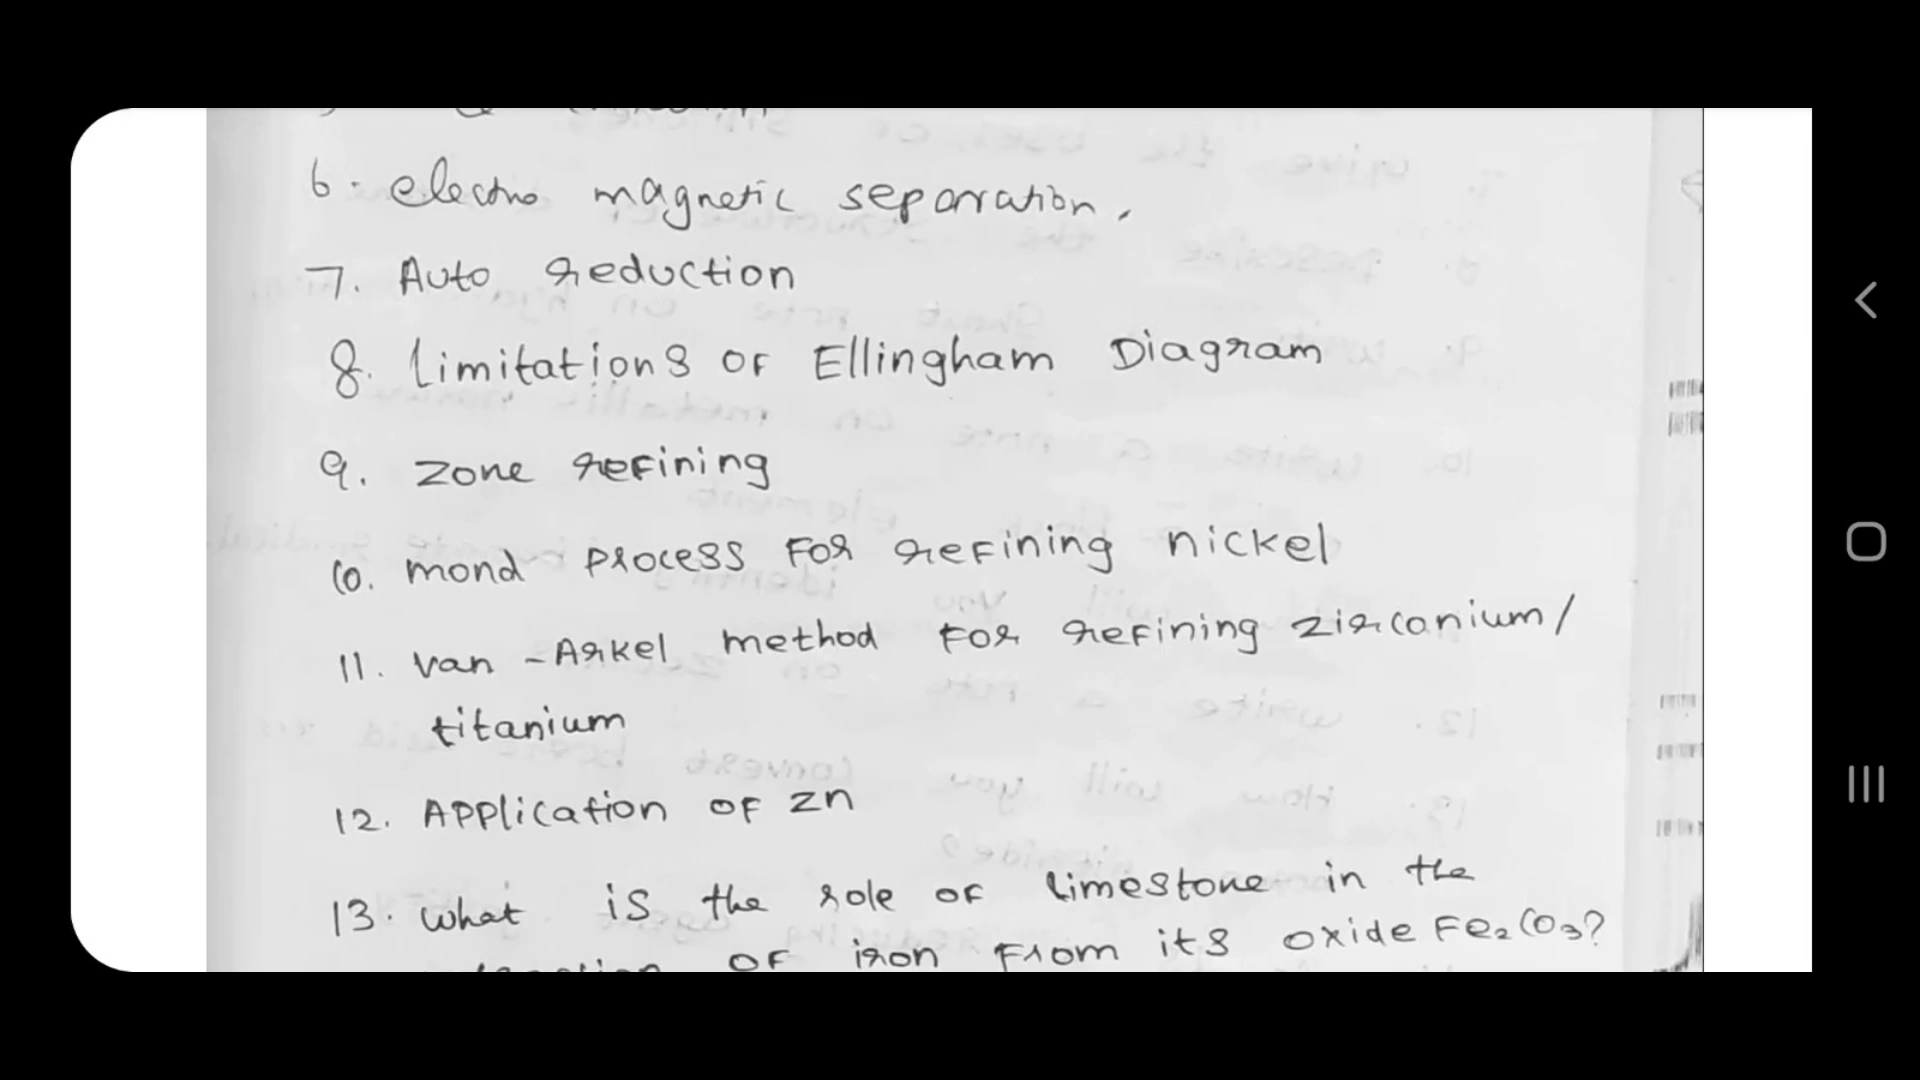 6. electro magnetic separation.
7. Auto reduction
8. Limitations of Ellingham Diagram
9. Zone refining
10. mond process for refining nickel
11. van - Arkel method for refining zirconium/
titanium
12. Application of zn
13. what is the role of limestone in the
of iron from its oxide Fe2CO3?